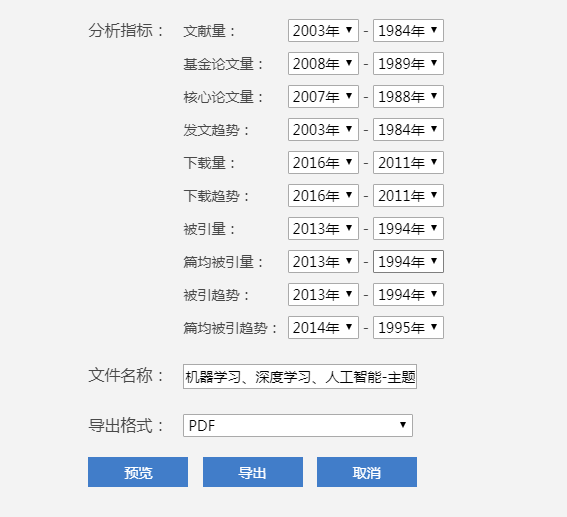 分析指标： 文献量： 2003年 - 1984年
基金论文量： 2008年 - 1989年
核心论文量： 2007年 - 1988年
发文趋势： 2003年 - 1984年
下载量： 2016年 - 2011年
下载趋势： 2016年 - 2011年
被引量： 2013年 - 1994年
篇均被引量： 2013年 - 1994年
被引趋势： 2013年 - 1994年
篇均被引趋势： 2014年 - 1995年
文件名称： 机器学习、深度学习、人工智能-主题
导出格式： PDF
预览 导出 取消